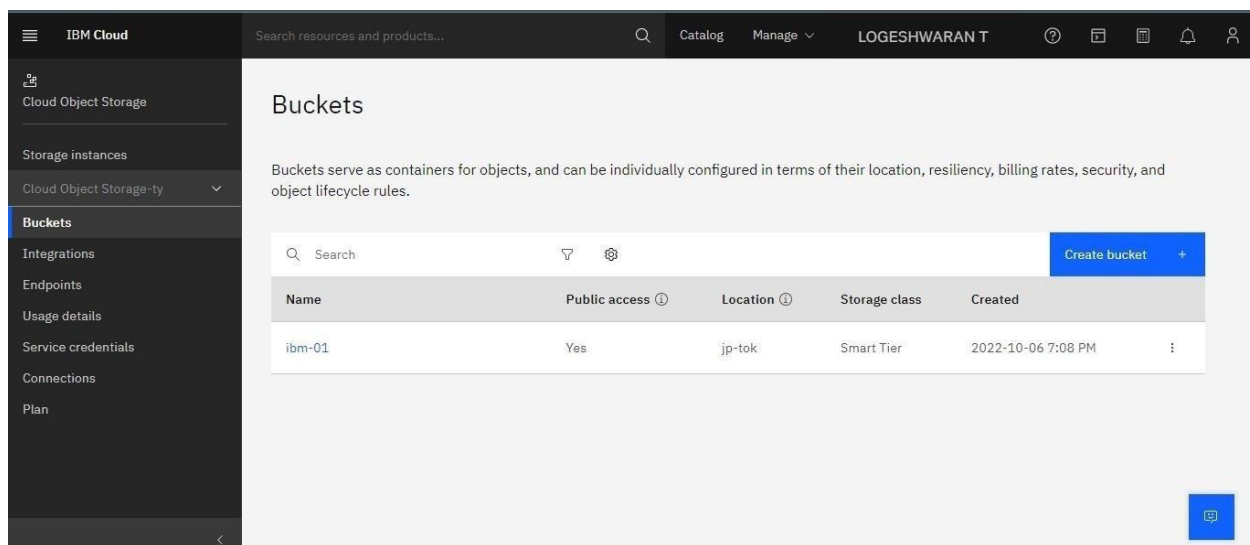 IBM Cloud
Search resources and products...
Catalog
Manage
LOGESHWARAN T
Cloud Object Storage
Storage instances
Cloud Object Storage-ty
Buckets
Integrations
Endpoints
Usage details
Service credentials
Connections
Plan
Buckets
Buckets serve as containers for objects, and can be individually configured in terms of their location, resiliency, billing rates, security, and
object lifecycle rules.
Search
Create bucket +
Name Public access Location Storage class Created
ibm-01 Yes jp-tok Smart Tier 2022-10-06 7:08 PM